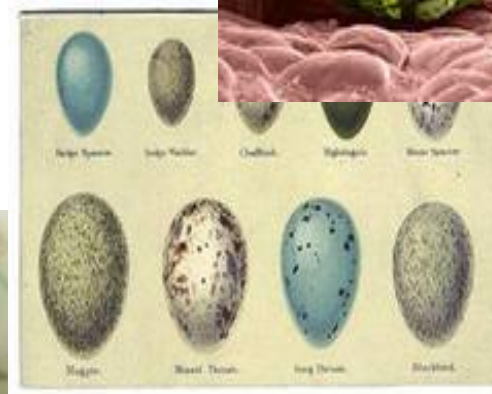 Hedge Sparrow. Sedge Warbler. Chaffinch. Nightingale. House Sparrow
Magpie. Missel Thrush. Song Thrush. Blackbird.